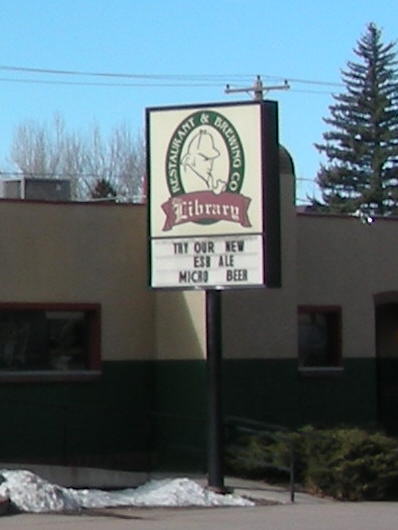 RESTAURANT & BREWING CO
Library
TRY OUR NEW
ESB ALE
MICRO BEER